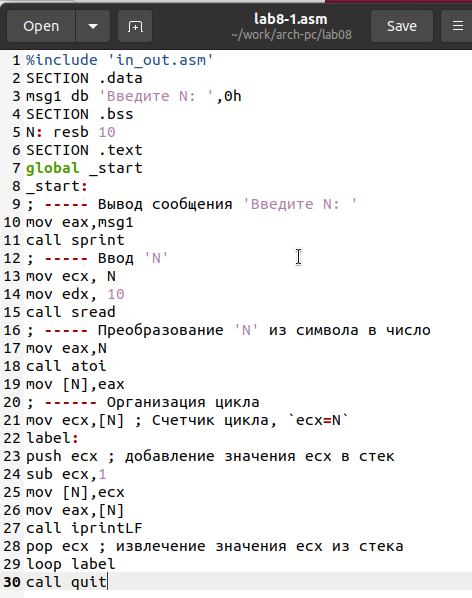 Open
lab8-1.asm
~/work/arch-pc/lab08
Save
1 %include 'in_out.asm'
2 SECTION .data
3 msg1 db 'Введите N: ',0h
4 SECTION .bss
5 N: resb 10
6 SECTION .text
7 global _start
8 _start:
9 ; ----- Вывод сообщения 'Введите N: '
10 mov eax,msg1
11 call sprint
12 ; ----- Ввод 'N'
13 mov ecx, N
14 mov edx, 10
15 call sread
16 ; ----- Преобразование 'N' из символа в число
17 mov eax,N
18 call atoi
19 mov [N],eax
20 ; ------ Организация цикла
21 mov ecx,[N] ; Счетчик цикла, `ecx=N`
22 label:
23 push ecx ; добавление значения ecx в стек
24 sub ecx,1
25 mov [N],ecx
26 mov eax,[N]
27 call iprintLF
28 pop ecx ; извлечение значения ecx из стека
29 loop label
30 call quit